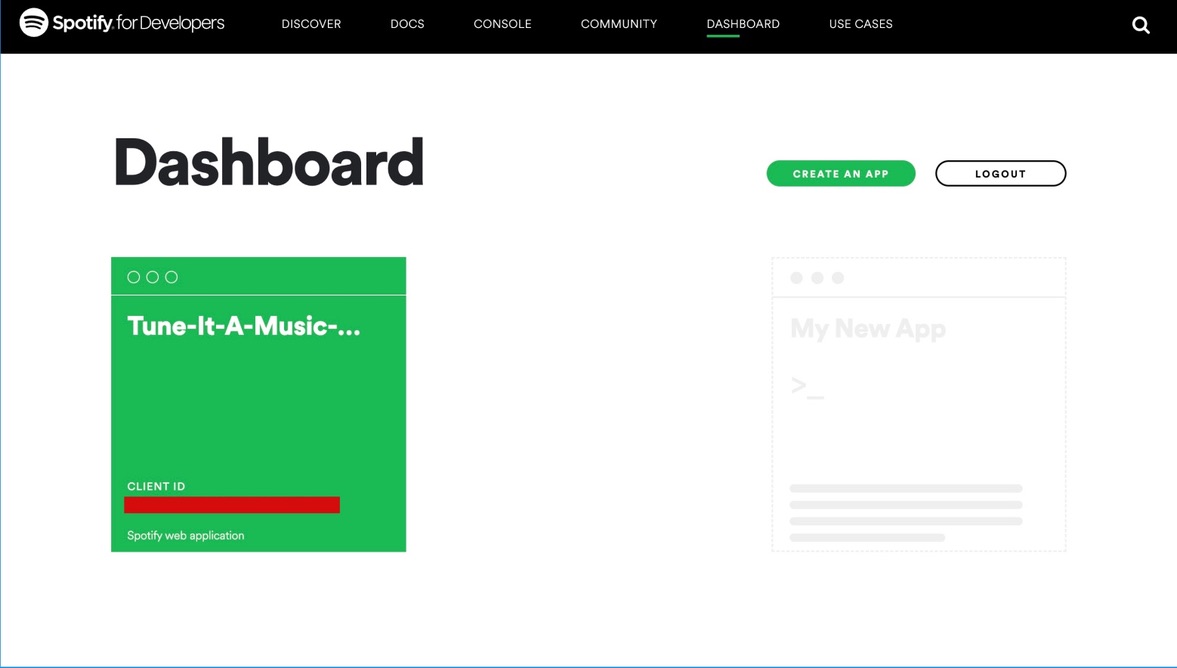 Spotify for Developers
DISCOVER
DOCS
CONSOLE
COMMUNITY
DASHBOARD
USE CASES
Dashboard
CREATE AN APP
LOGOUT
Tune-It-A-Music-...
CLIENT ID
Spotify web application
My New App
>_